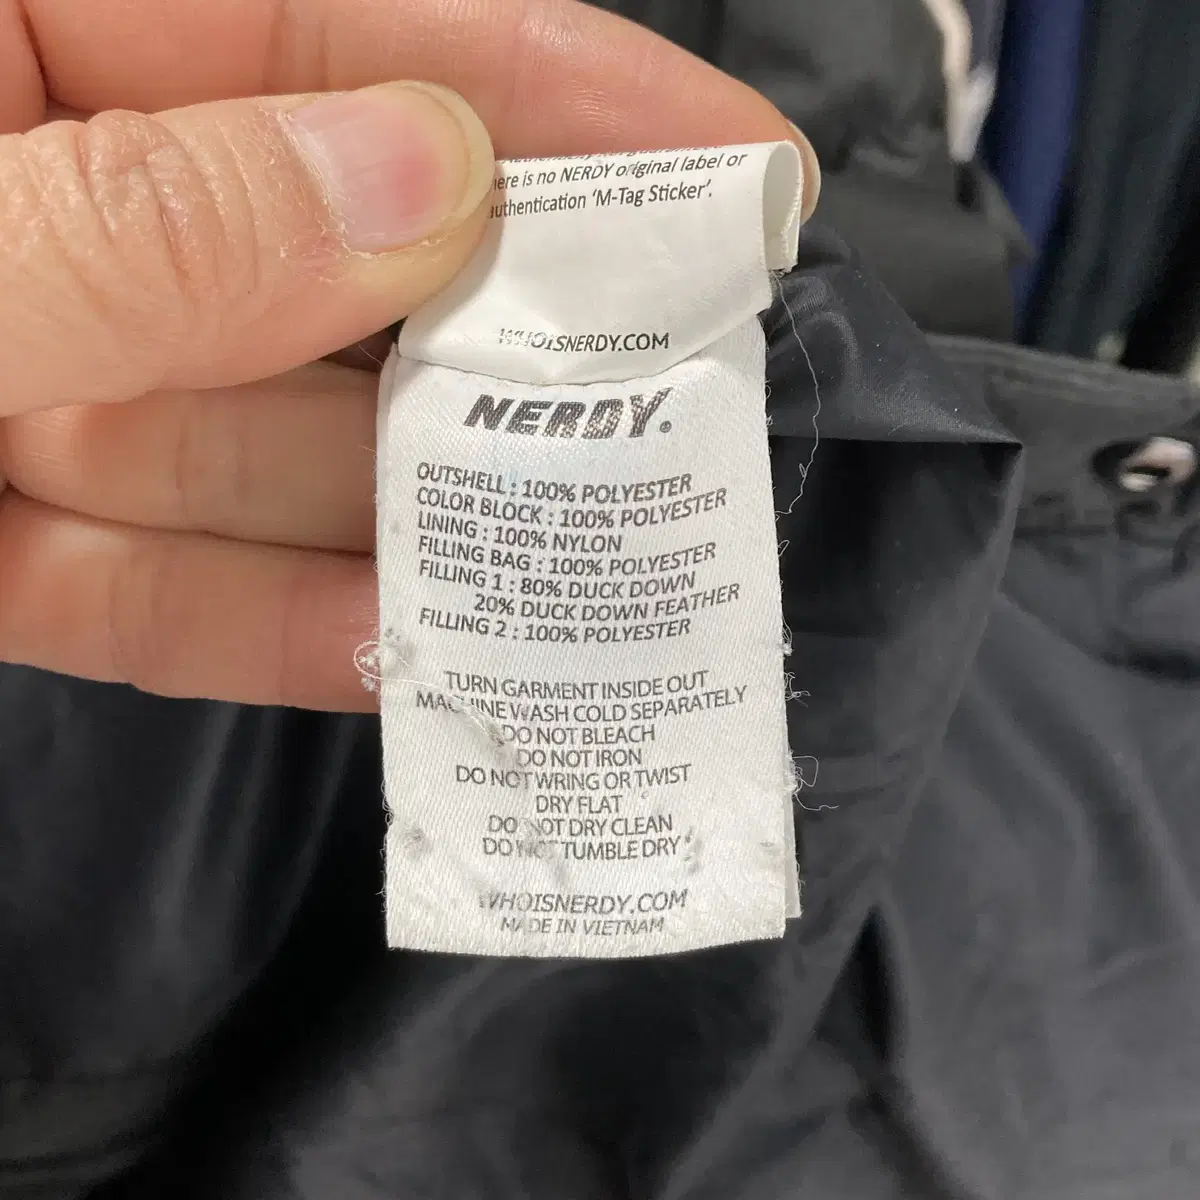 here is no NERDY original label or
authentication 'M-Tag Sticker'.
WHOISNERDY.COM
NERDY.
OUTSHELL : 100% POLYESTER
COLOR BLOCK : 100% POLYESTER
LINING : 100% NYLON
FILLING BAG : 100% POLYESTER
FILLING 1 : 80% DUCK DOWN
20% DUCK DOWN FEATHER
FILLING 2 : 100% POLYESTER
TURN GARMENT INSIDE OUT
MACHINE WASH COLD SEPARATELY
DO NOT BLEACH
DO NOT IRON
DO NOT WRING OR TWIST
DRY FLAT
DO NOT DRY CLEAN
DO NOT TUMBLE DRY
WHOISNERDY.COM
MADE IN VIETNAM